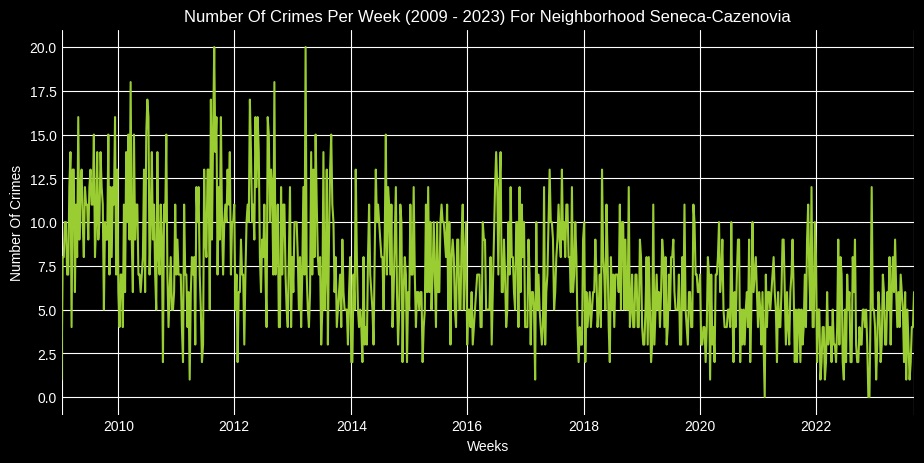 Number Of Crimes Per Week (2009 - 2023) For Neighborhood Seneca-Cazenovia
20.0
17.5
15.0
12.5
10.0
7.5
5.0
2.5
0.0
Number Of Crimes
2010 2012 2014 2016 2018 2020 2022
Weeks